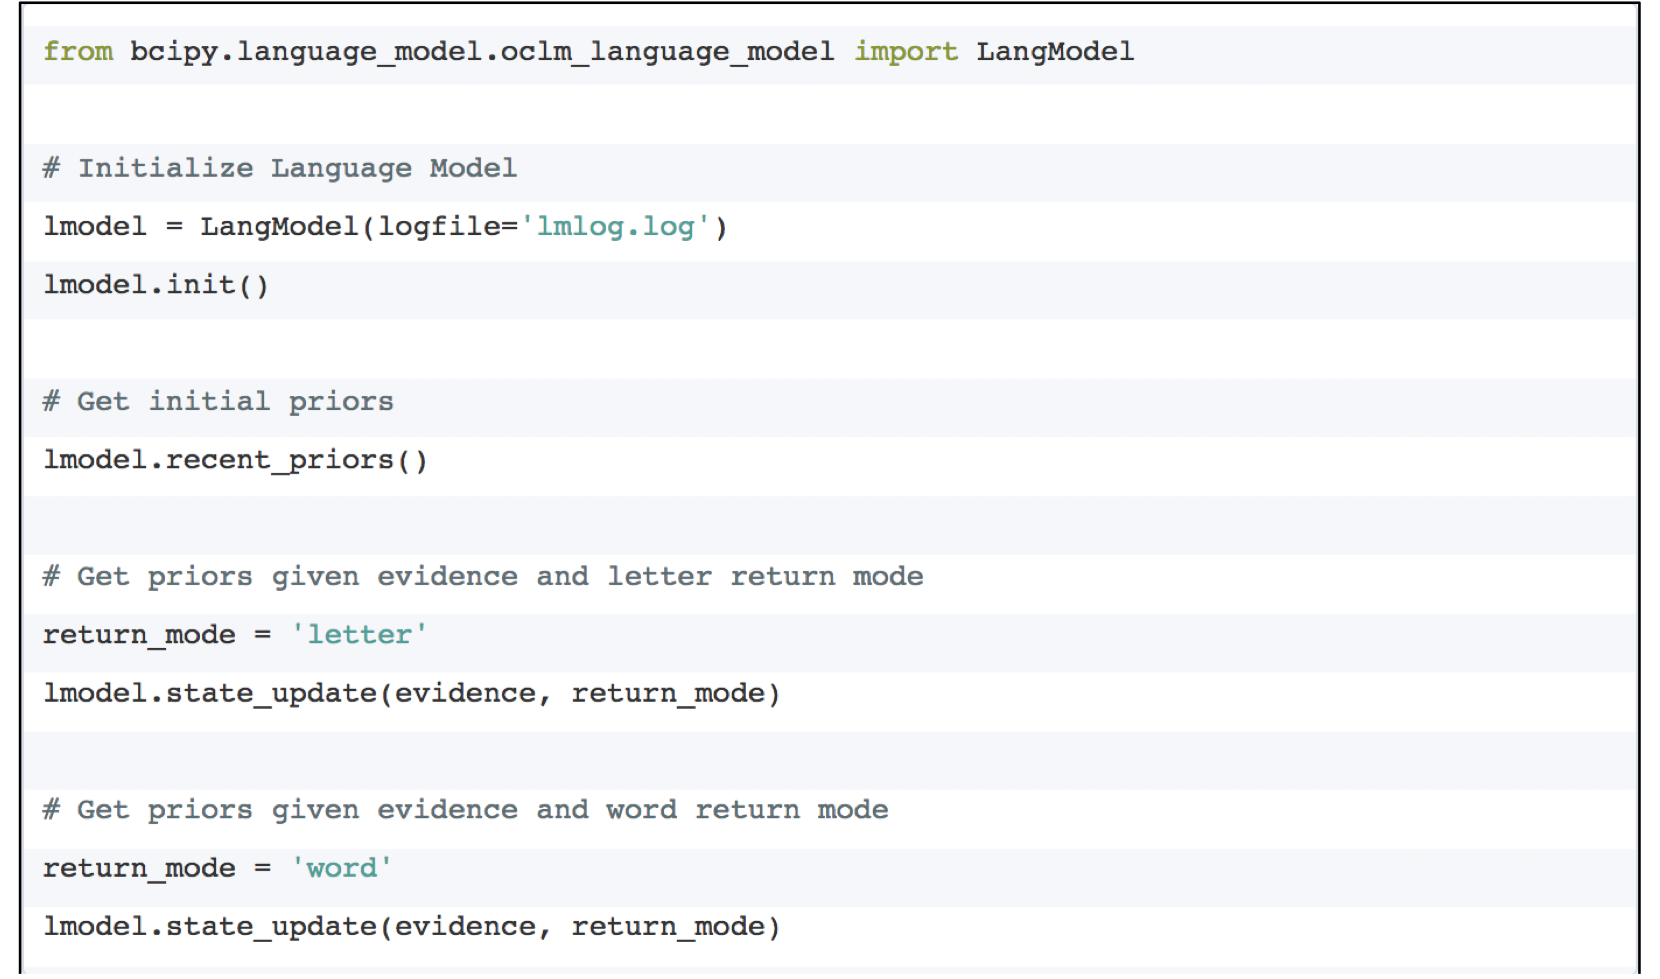 from bcipy.language_model.oclm_language_model import LangModel
# Initialize Language Model
lmodel = LangModel(logfile='lmlog.log')
lmodel.init()
# Get initial priors
lmodel.recent_priors()
# Get priors given evidence and letter return mode
return_mode = 'letter'
lmodel.state_update(evidence, return_mode)
# Get priors given evidence and word return mode
return_mode = 'word'
lmodel.state_update(evidence, return_mode)